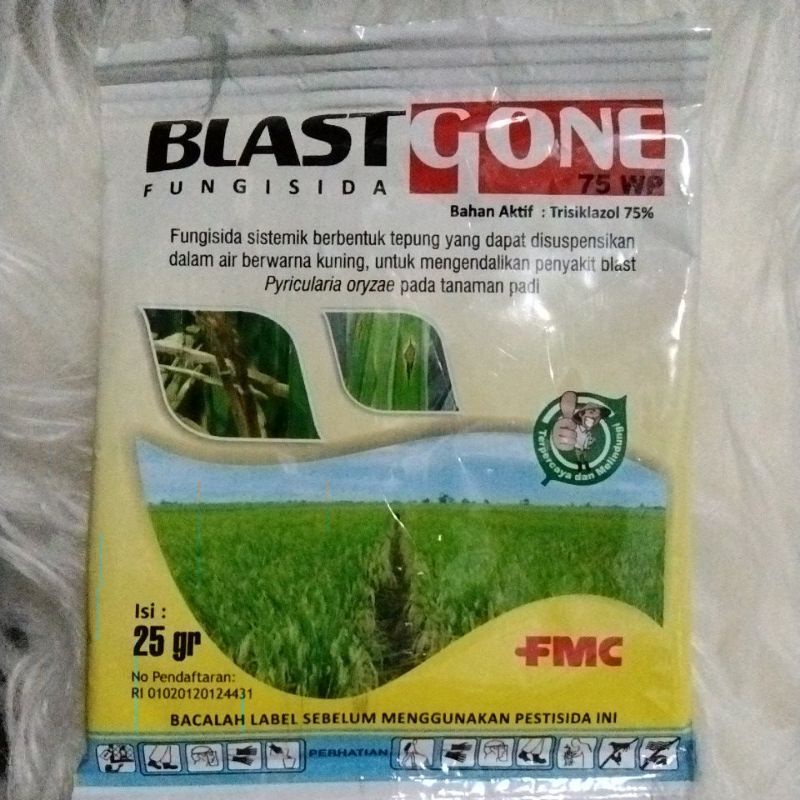 BLASTGONE
FUNGISIDA
75 WP
Bahan Aktif : Trisiklazol 75%
Fungisida sistemik berbentuk tepung yang dapat disuspensikan
dalam air berwarna kuning, untuk mengendalikan penyakit blast
Pyricularia oryzae pada tanaman padi
Terpercaya dan Melindungi
Isi :
25 gr
FMC
No Pendaftaran:
RI 01020120124431
BACALAH LABEL SEBELUM MENGGUNAKAN PESTISIDA INI
PERHATIAN